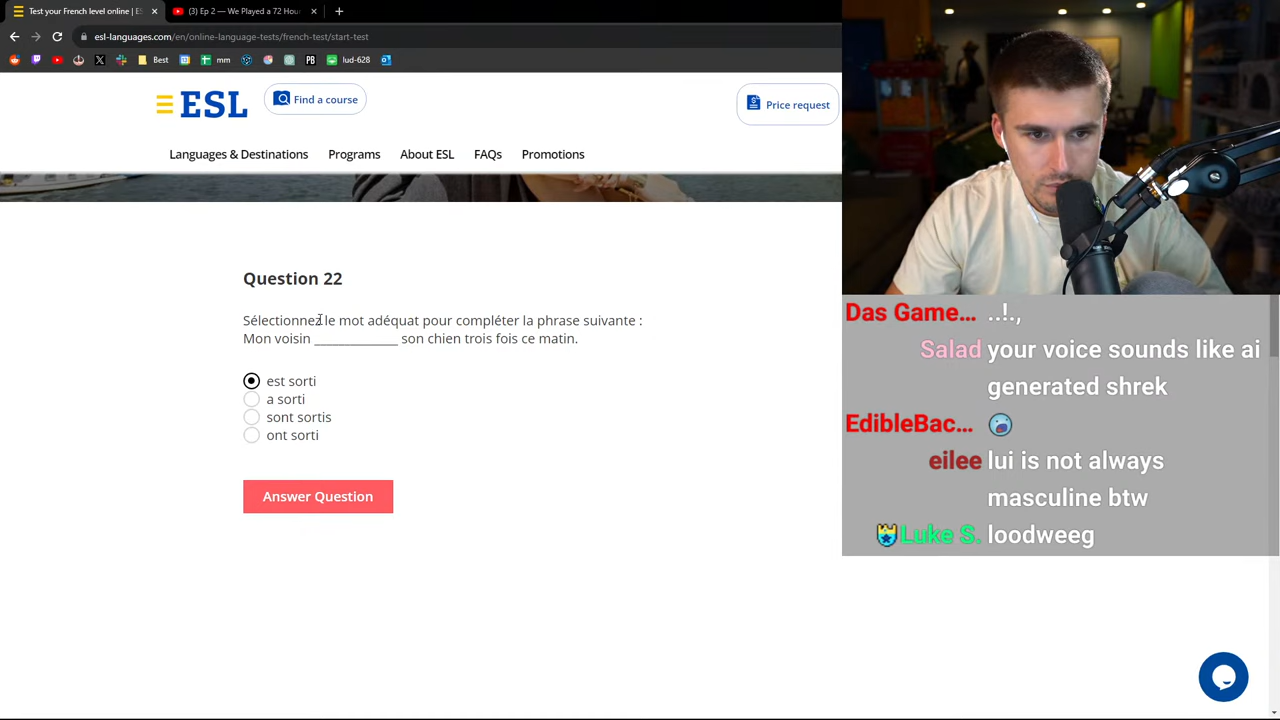 Test your French level online | ES
(3) Ep 2 — We Played a 72 Hou
esl-languages.com/en/online-language-tests/french-test/start-test
Best
mm
PB
lud-628
ESL
Find a course
Price request
Languages & Destinations
Programs
About ESL
FAQs
Promotions
Question 22
Sélectionnez le mot adéquat pour compléter la phrase suivante :
Mon voisin ______________ son chien trois fois ce matin.
est sorti
a sorti
sont sortis
ont sorti
Answer Question
Das Game… ..!.,
Salad your voice sounds like ai
generated shrek
EdibleBac…
eilee lui is not always
masculine btw
Luke S. loodweeg